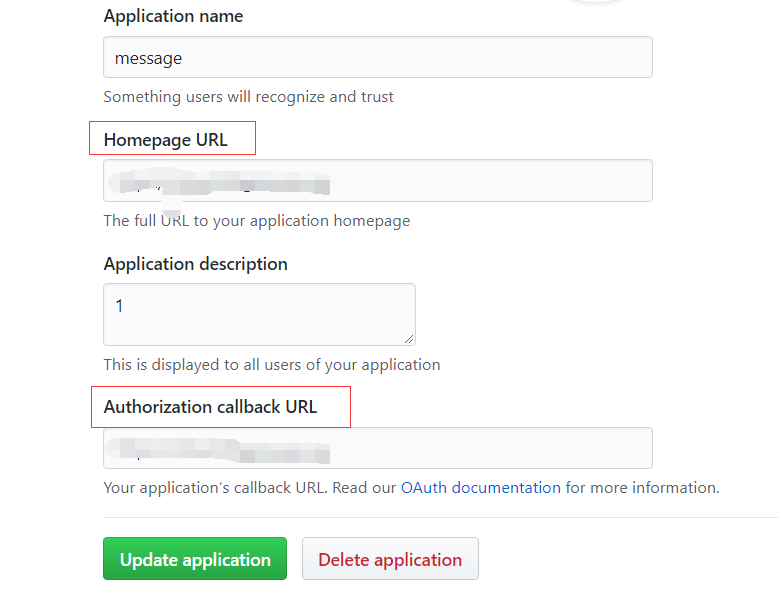 Application name
message
Something users will recognize and trust
Homepage URL
The full URL to your application homepage
Application description
1
This is displayed to all users of your application
Authorization callback URL
Your application's callback URL. Read our OAuth documentation for more information.
Update application
Delete application